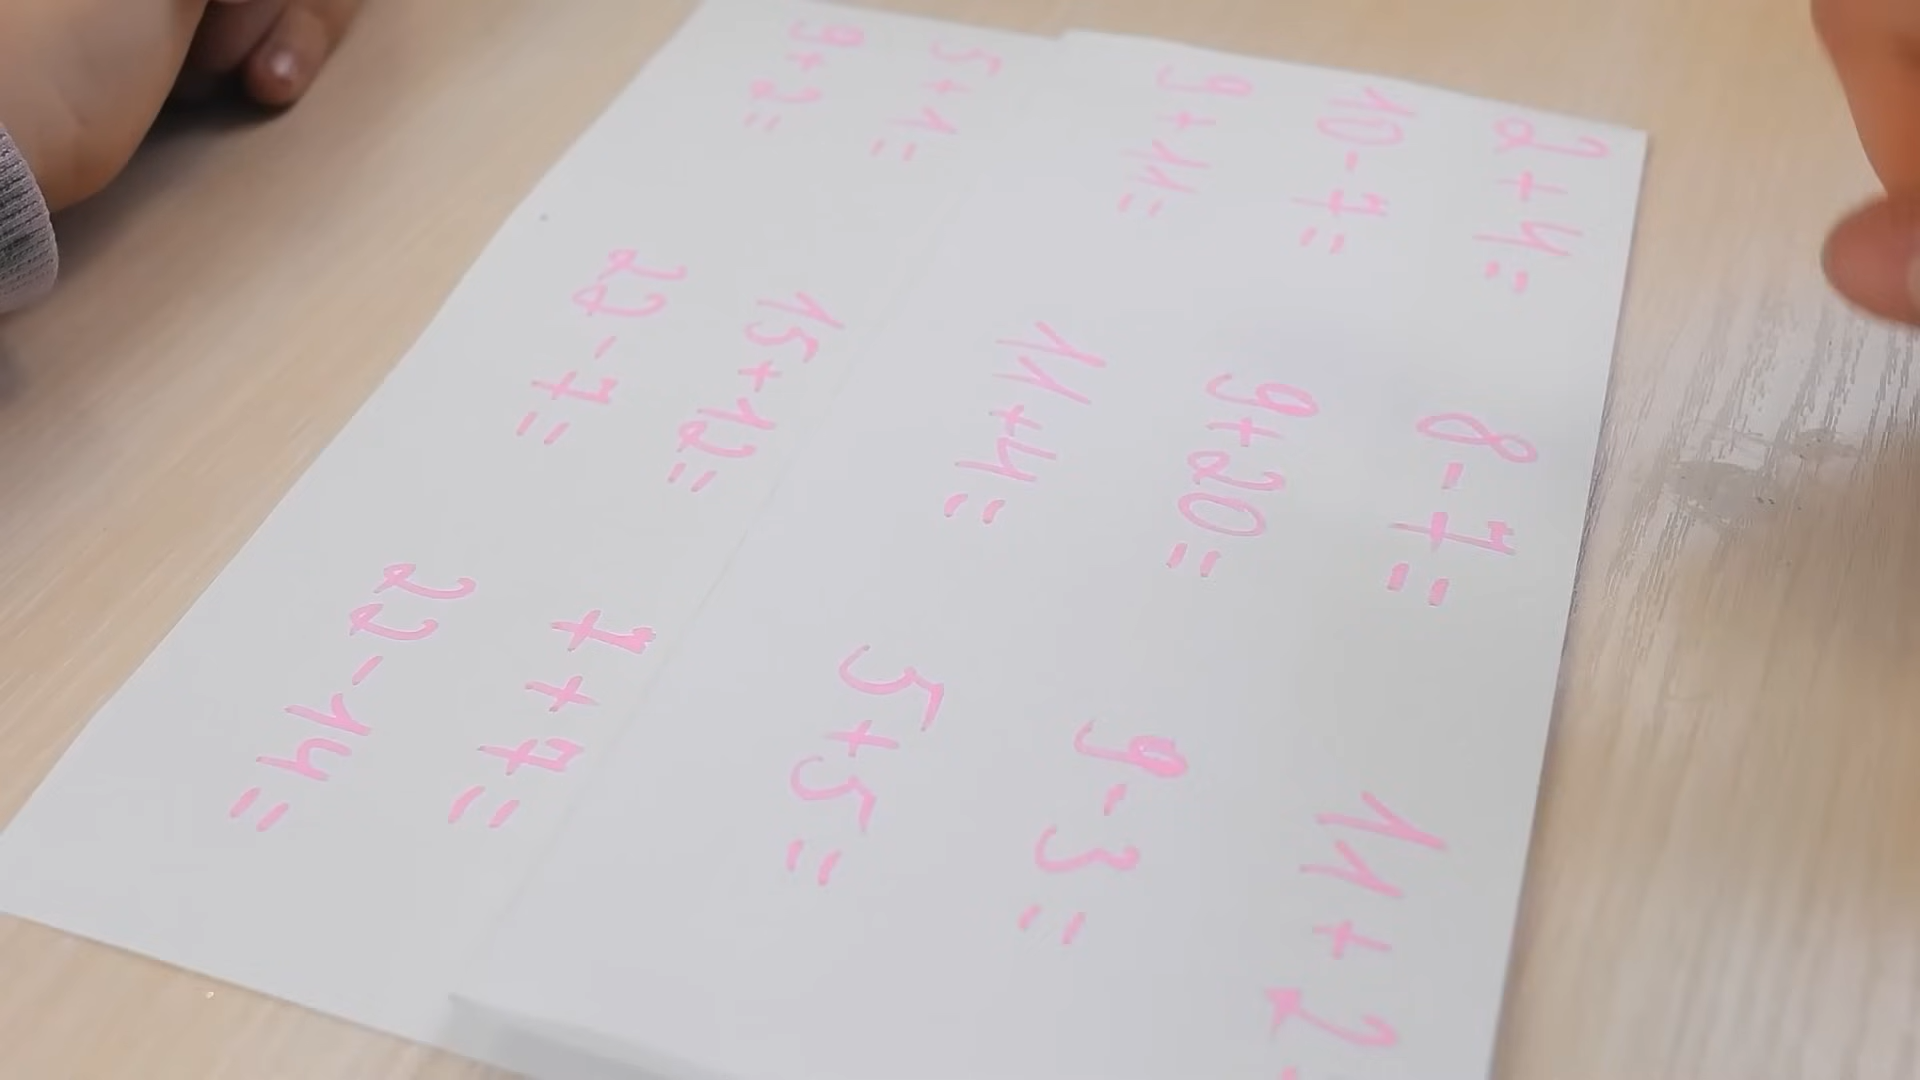 2+4= 8-7= 11+2=
10-7= 9+20= 9-3=
9+11= 11+4= 5+5=
5+1= 15+12= 7+7=
9+2= 22-7= 22-14=